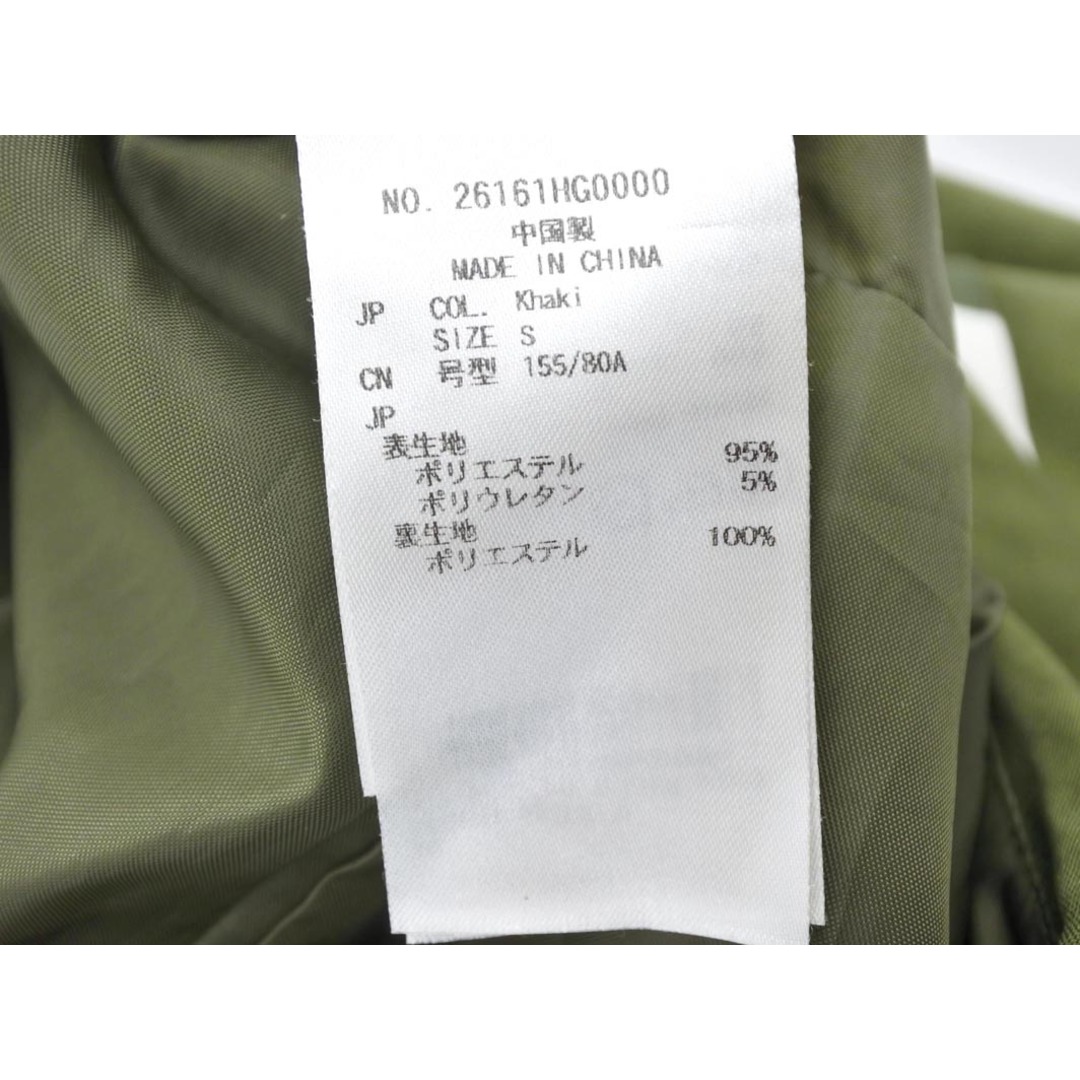 NO. 26161HG0000
中国製
MADE IN CHINA
JP COL. Khaki
SIZE S
CN 号型 155/80A
JP
表生地
ポリエステル 95%
ポリウレタン 5%
裏生地
ポリエステル 100%